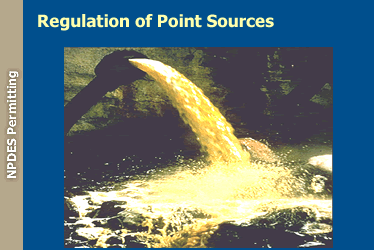 Regulation of Point Sources
NPDES Permitting